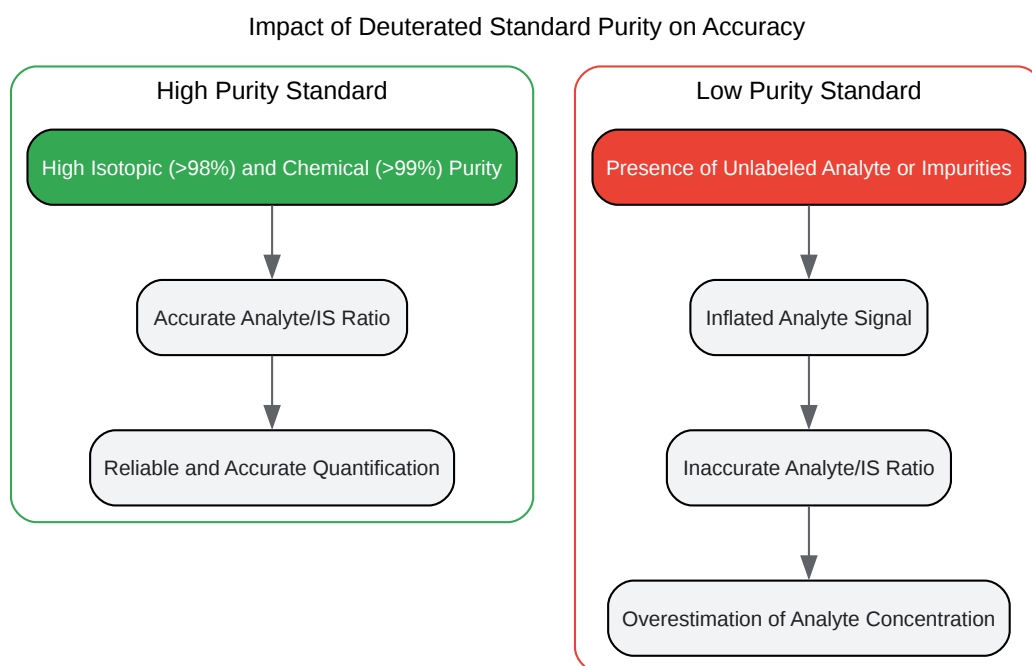 Impact of Deuterated Standard Purity on Accuracy
High Purity Standard
High Isotopic (>98%) and Chemical (>99%) Purity
Accurate Analyte/IS Ratio
Reliable and Accurate Quantification
Low Purity Standard
Presence of Unlabeled Analyte or Impurities
Inflated Analyte Signal
Inaccurate Analyte/IS Ratio
Overestimation of Analyte Concentration